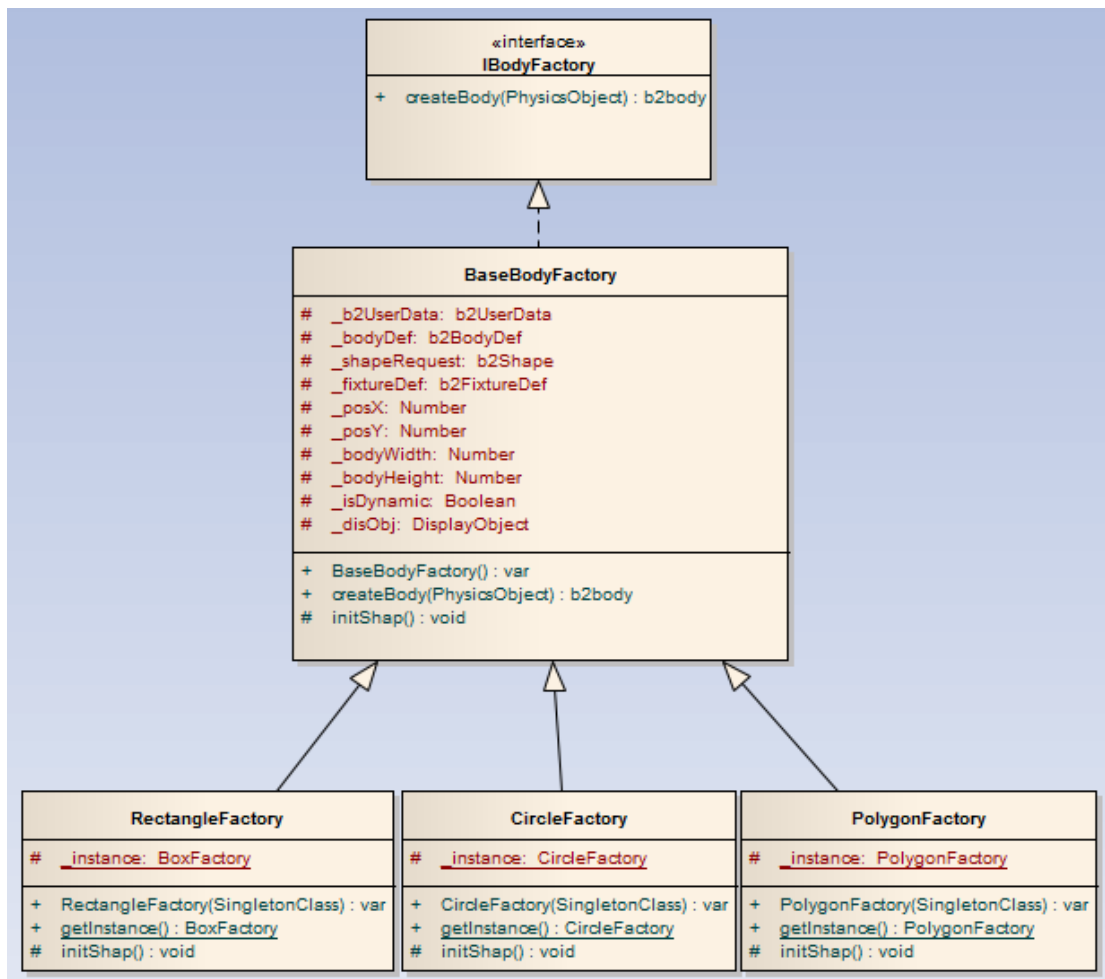 «interface»
IBodyFactory
+ createBody(PhysicsObject) : b2body
BaseBodyFactory
# _b2UserData: b2UserData
# _bodyDef: b2BodyDef
# _shapeRequest: b2Shape
# _fixtureDef: b2FixtureDef
# _posX: Number
# _posY: Number
# _bodyWidth: Number
# _bodyHeight: Number
# _isDynamic: Boolean
# _disObj: DisplayObject
+ BaseBodyFactory() : var
+ createBody(PhysicsObject) : b2body
# initShap() : void
RectangleFactory
# _instance: BoxFactory
+ RectangleFactory(SingletonClass) : var
+ getInstance() : BoxFactory
# initShap() : void
CircleFactory
# _instance: CircleFactory
+ CircleFactory(SingletonClass) : var
+ getInstance() : CircleFactory
# initShap() : void
PolygonFactory
# _instance: PolygonFactory
+ PolygonFactory(SingletonClass) : var
+ getInstance() : PolygonFactory
# initShap() : void